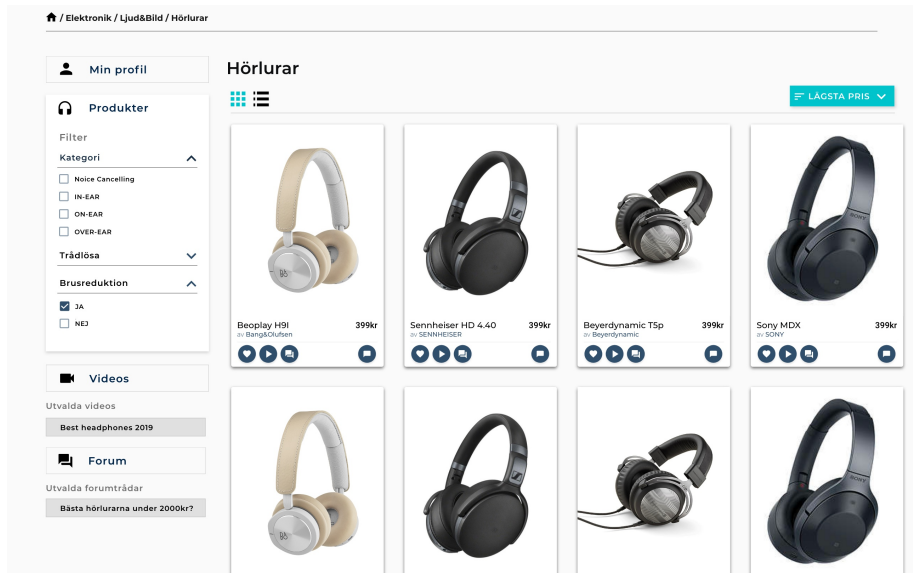 / Elektronik / Ljud&Bild / Hörlurar
Min profil
Produkter
Filter
Kategori
Noice Cancelling
IN-EAR
ON-EAR
OVER-EAR
Trådlösa
Brusreduktion
JA
NEJ
Videos
Utvalda videos
Best headphones 2019
Forum
Utvalda forumtrådar
Bästa hörlurarna under 2000kr?
Hörlurar
LÄGSTA PRIS
Beoplay H9I 399kr
av Bang&Olufsen
Sennheiser HD 4.40 399kr
av SENNHEISER
Beyerdynamic T5p 399kr
av Beyerdynamic
Sony MDX 399kr
av SONY
SONY
SONY